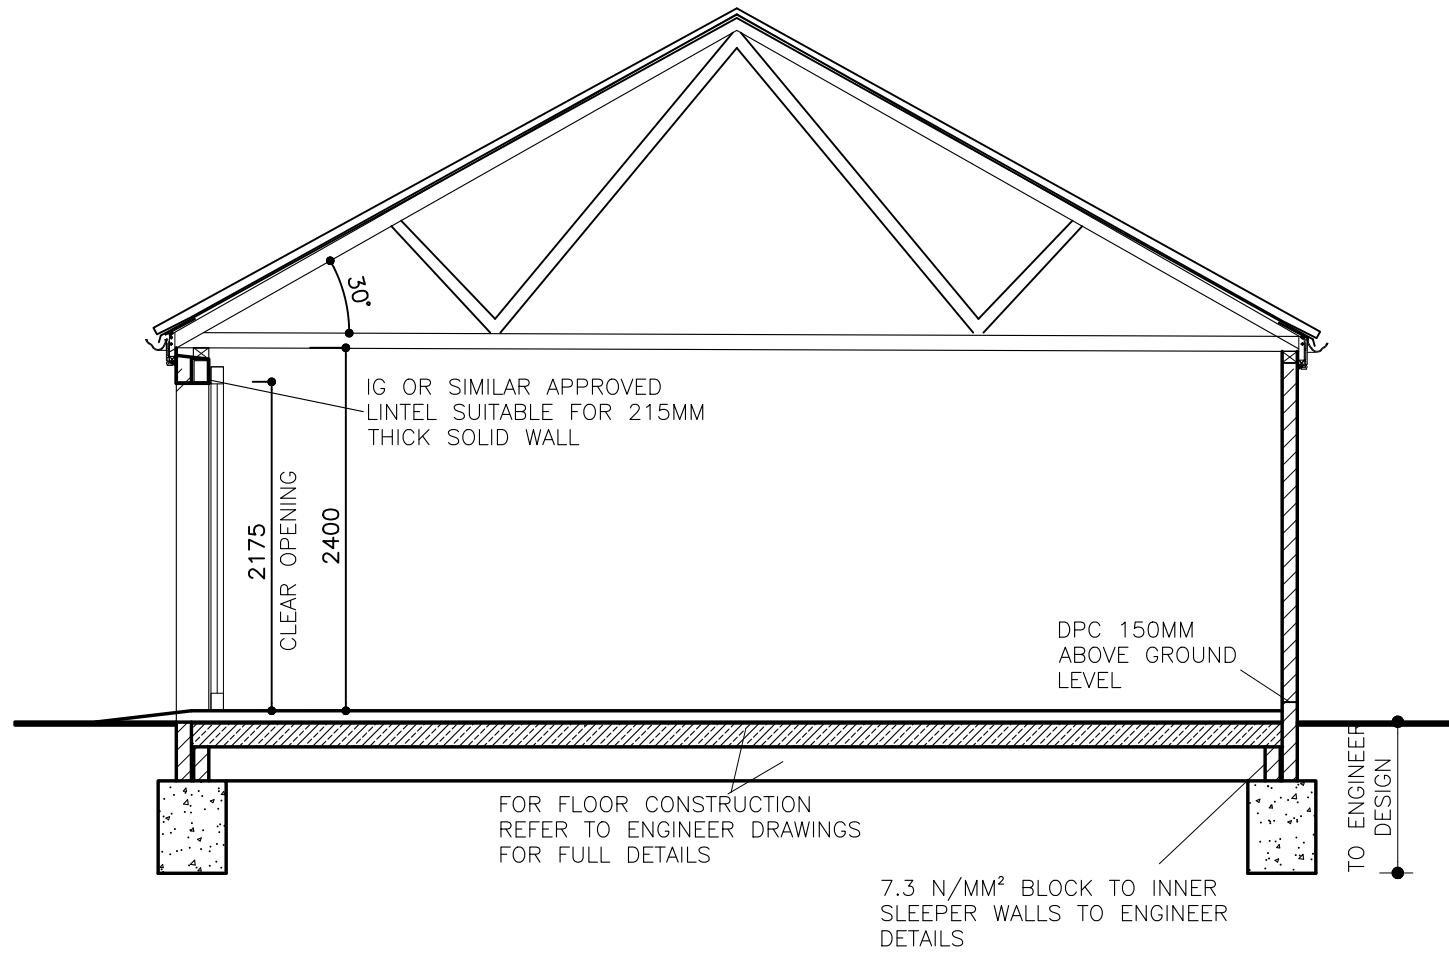 30°
IG OR SIMILAR APPROVED
LINTEL SUITABLE FOR 215MM
THICK SOLID WALL
2175
CLEAR OPENING
2400
DPC 150MM
ABOVE GROUND
LEVEL
TO ENGINEER
DESIGN
FOR FLOOR CONSTRUCTION
REFER TO ENGINEER DRAWINGS
FOR FULL DETAILS
7.3 N/MM² BLOCK TO INNER
SLEEPER WALLS TO ENGINEER
DETAILS